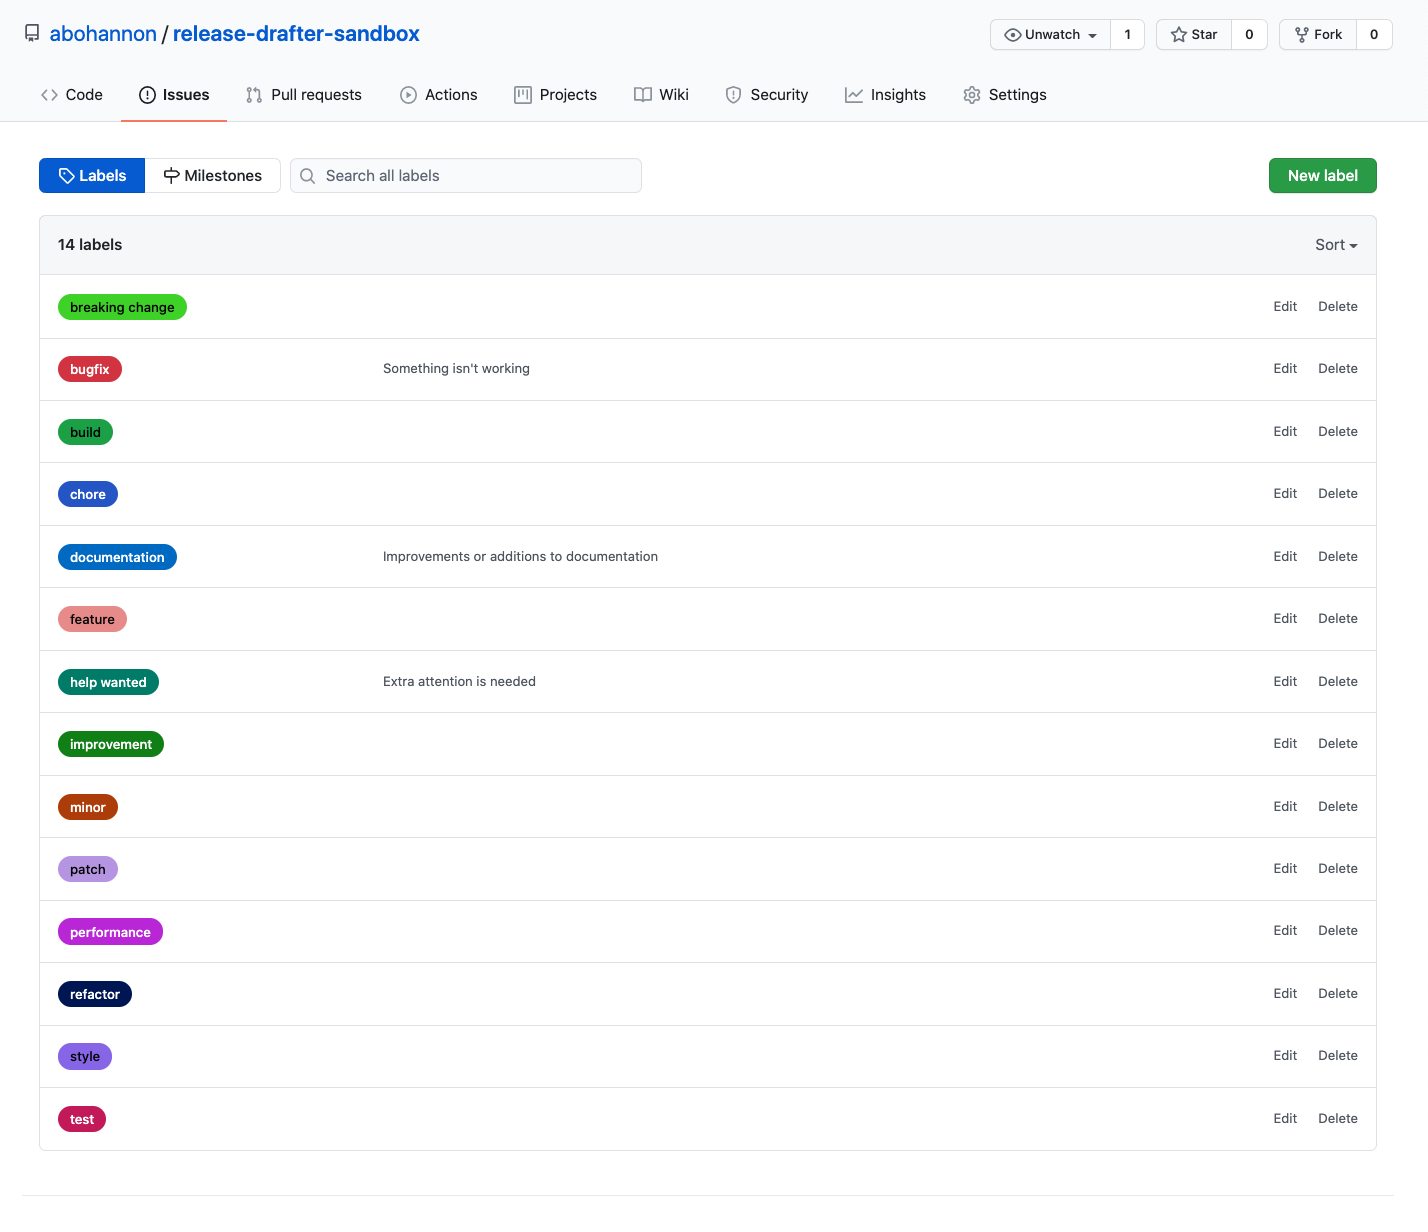 abohannon / release-drafter-sandbox
Unwatch 1 Star 0 Fork 0
Code Issues Pull requests Actions Projects Wiki Security Insights Settings
Labels Milestones Search all labels New label
14 labels Sort
breaking change Edit Delete
bugfix Something isn't working Edit Delete
build Edit Delete
chore Edit Delete
documentation Improvements or additions to documentation Edit Delete
feature Edit Delete
help wanted Extra attention is needed Edit Delete
improvement Edit Delete
minor Edit Delete
patch Edit Delete
performance Edit Delete
refactor Edit Delete
style Edit Delete
test Edit Delete